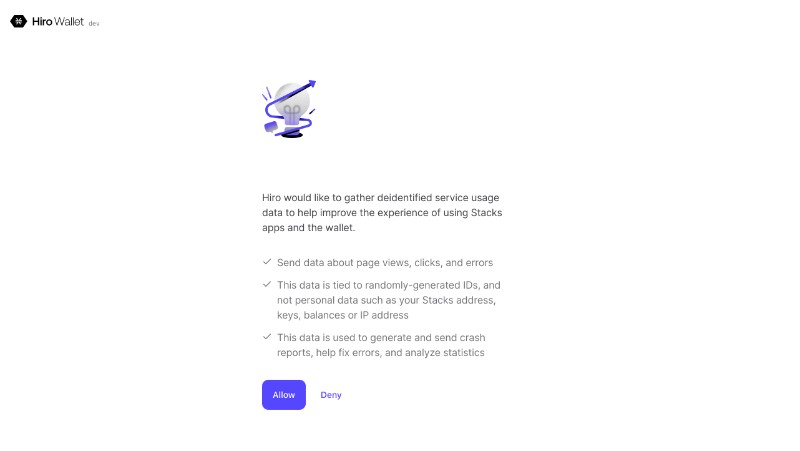 Hiro Wallet dev
Hiro would like to gather deidentified service usage
data to help improve the experience of using Stacks
apps and the wallet.
Send data about page views, clicks, and errors
This data is tied to randomly-generated IDs, and
not personal data such as your Stacks address,
keys, balances or IP address
This data is used to generate and send crash
reports, help fix errors, and analyze statistics
Allow Deny